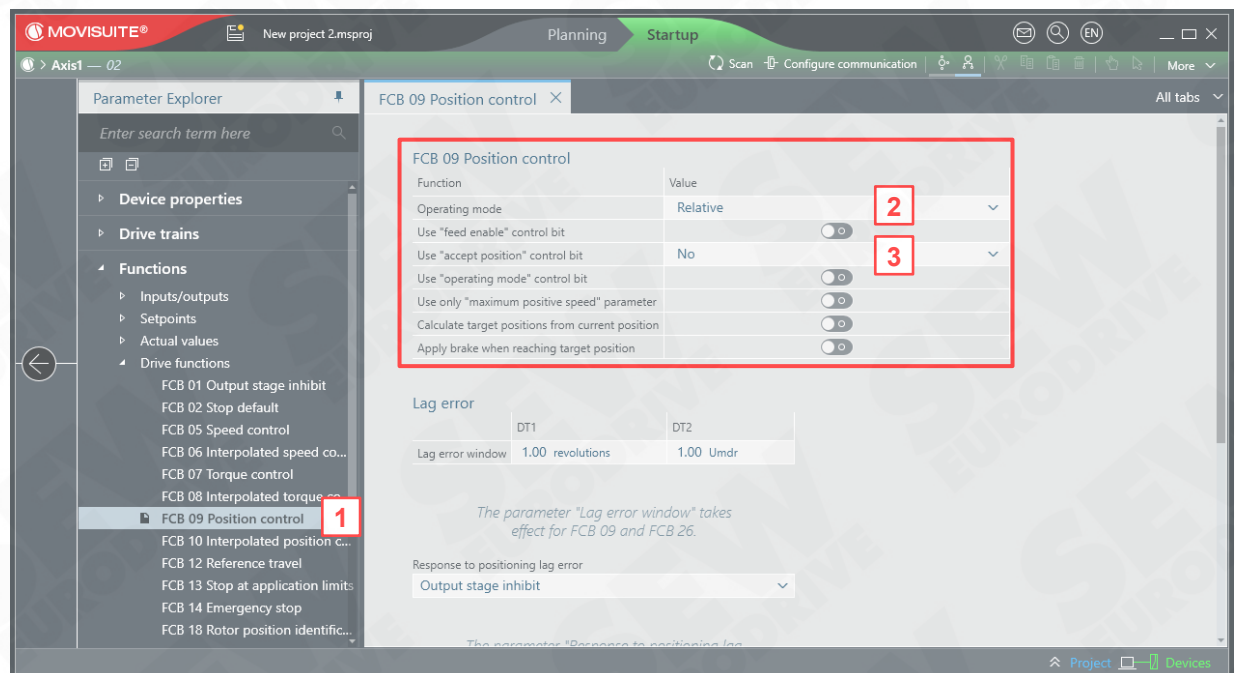 MOVISUITE®
New project 2.msproj
Planning
Startup
EN
> Axis1 — 02
Scan
Configure communication
More
Parameter Explorer
FCB 09 Position control
All tabs
Enter search term here
Device properties
Drive trains
Functions
Inputs/outputs
Setpoints
Actual values
Drive functions
FCB 01 Output stage inhibit
FCB 02 Stop default
FCB 05 Speed control
FCB 06 Interpolated speed co...
FCB 07 Torque control
FCB 08 Interpolated torque co...
FCB 09 Position control
1
FCB 10 Interpolated position c...
FCB 12 Reference travel
FCB 13 Stop at application limits
FCB 14 Emergency stop
FCB 18 Rotor position identific...
FCB 09 Position control
Function Value
Operating mode Relative 2
Use "feed enable" control bit
Use "accept position" control bit No 3
Use "operating mode" control bit
Use only "maximum positive speed" parameter
Calculate target positions from current position
Apply brake when reaching target position
Lag error
DT1 DT2
Lag error window 1.00 revolutions 1.00 Umdr
The parameter "Lag error window" takes
effect for FCB 09 and FCB 26.
Response to positioning lag error
Output stage inhibit
The parameter "Response to positioning lag
Project
Devices
SEW
EURODRIVE